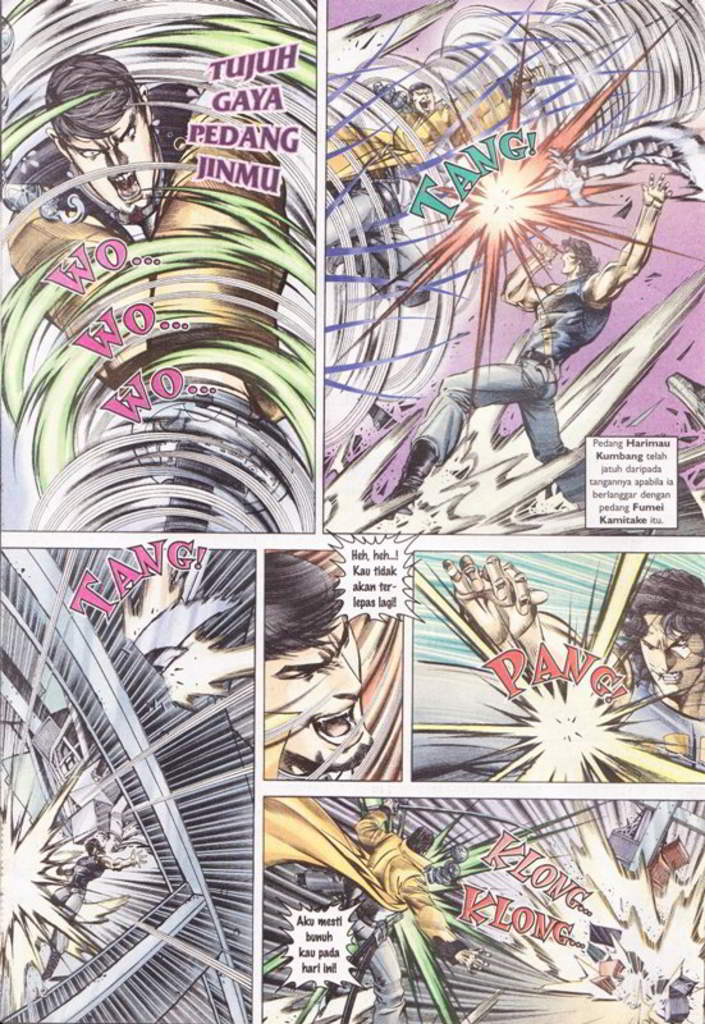 TUJUH
GAYA
PEDANG
JINMU
WO...
WO...
WO...
TANG!
Pedang Harimau
Kumbang telah
jatuh daripada
tangannya apabila ia
berlanggar dengan
pedang Fumei
Kamitake itu.
TANG!
Heh, heh...!
Kau tidak
akan ter-
lepas lagi!
PANG!
KLONG...
KLONG...
Aku mesti
bunuh
kau pada
hari ini!